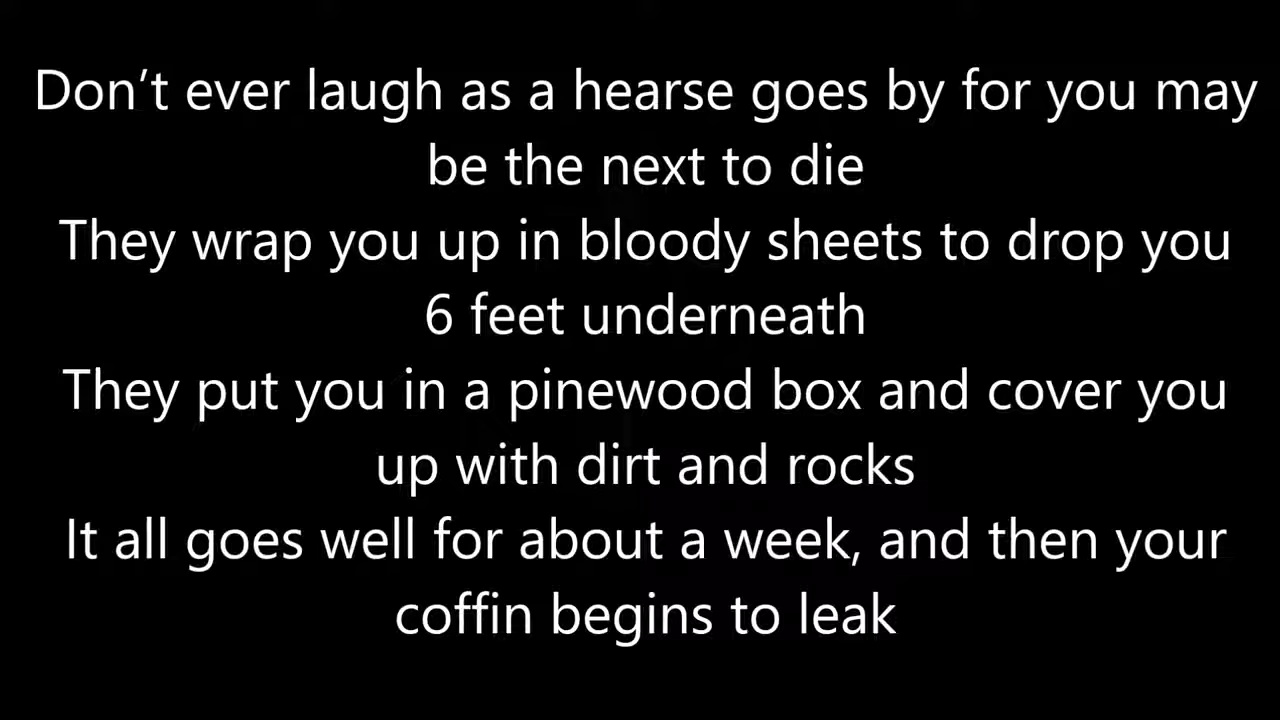 Don’t ever laugh as a hearse goes by for you may
be the next to die
They wrap you up in bloody sheets to drop you
6 feet underneath
They put you in a pinewood box and cover you
up with dirt and rocks
It all goes well for about a week, and then your
coffin begins to leak